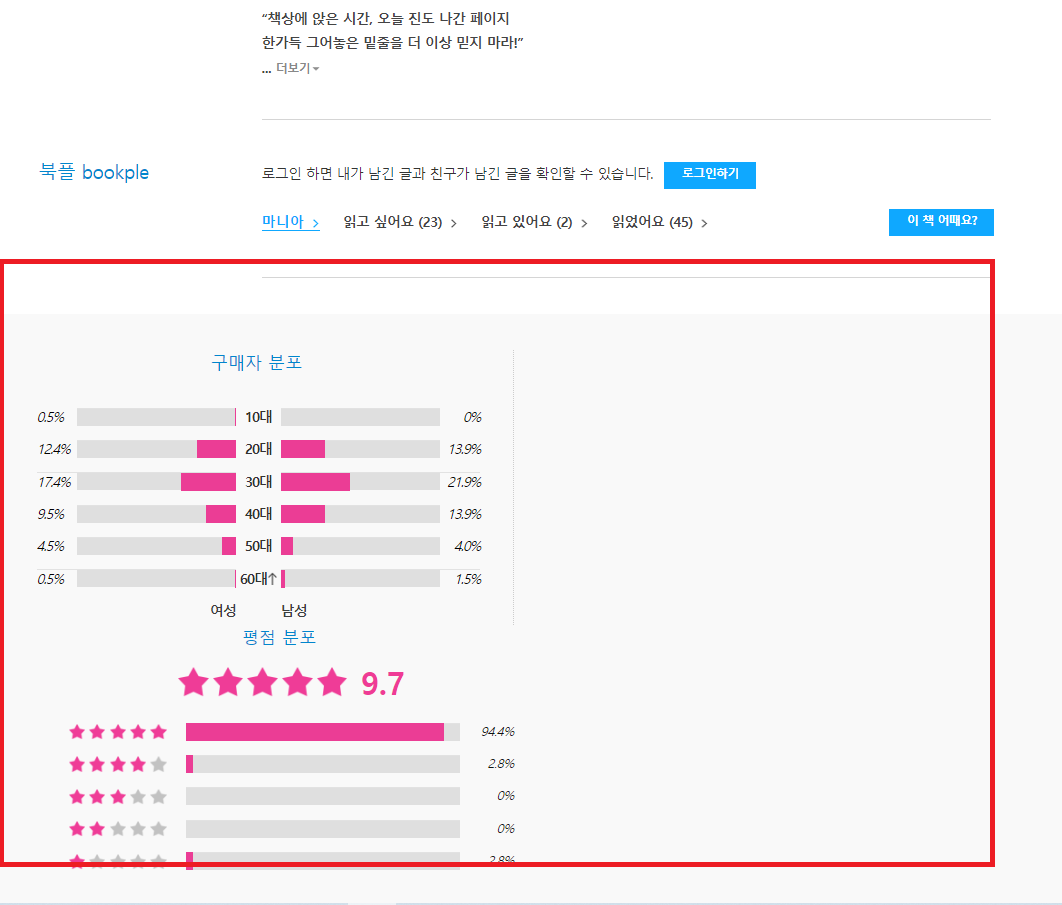 “책상에 앉은 시간, 오늘 진도 나간 페이지
한가득 그어놓은 밑줄을 더 이상 믿지 마라!”
... 더보기
북플 bookple
로그인 하면 내가 남긴 글과 친구가 남긴 글을 확인할 수 있습니다. 로그인하기
마니아 > 읽고 싶어요 (23) > 읽고 있어요 (2) > 읽었어요 (45) > 이 책 어때요?
구매자 분포
0.5% 10대 0%
12.4% 20대 13.9%
17.4% 30대 21.9%
9.5% 40대 13.9%
4.5% 50대 4.0%
0.5% 60대↑ 1.5%
여성 남성
평점 분포
9.7
94.4%
2.8%
0%
0%
2.8%